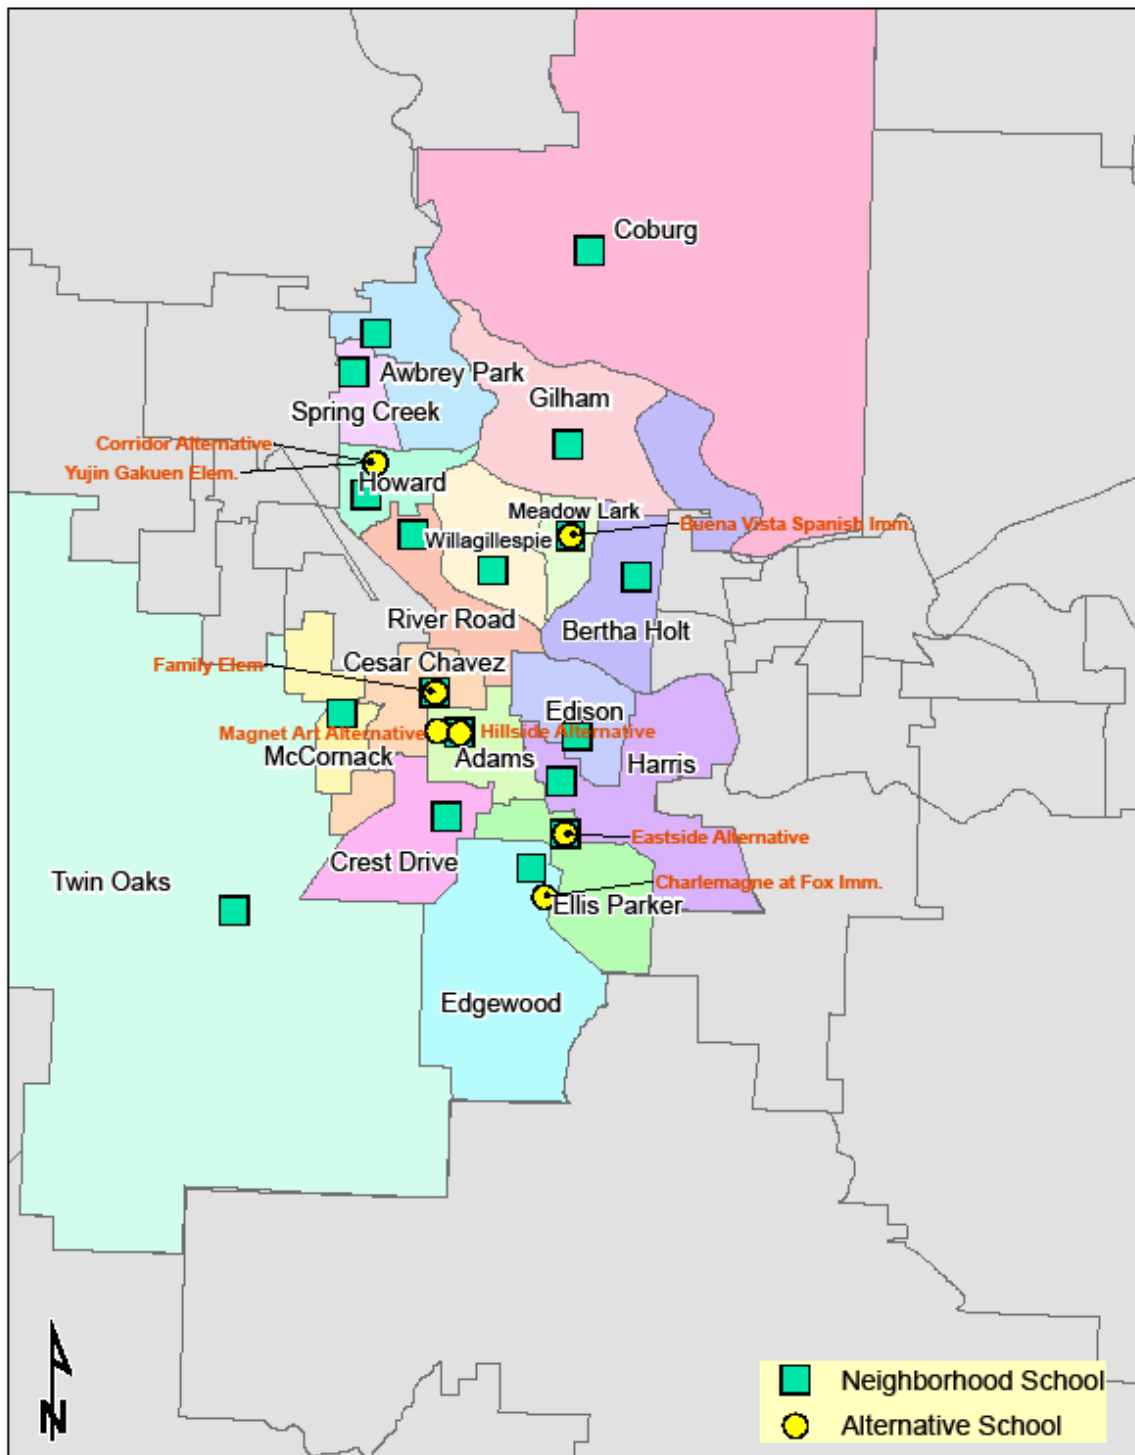 Coburg
Awbrey Park
Gilham
Spring Creek
Corridor Alternative
Yujin Gakuen Elem.
Howard
Meadow Lark
Buena Vista Spanish Imm.
Willagillespie
River Road
Bertha Holt
Cesar Chavez
Family Elem
Edison
Magnet Art Alternative
Hillside Alternative
McCornack
Adams
Harris
Eastside Alternative
Crest Drive
Twin Oaks
Charlemagne at Fox Imm.
Ellis Parker
Edgewood
N
Neighborhood School
Alternative School